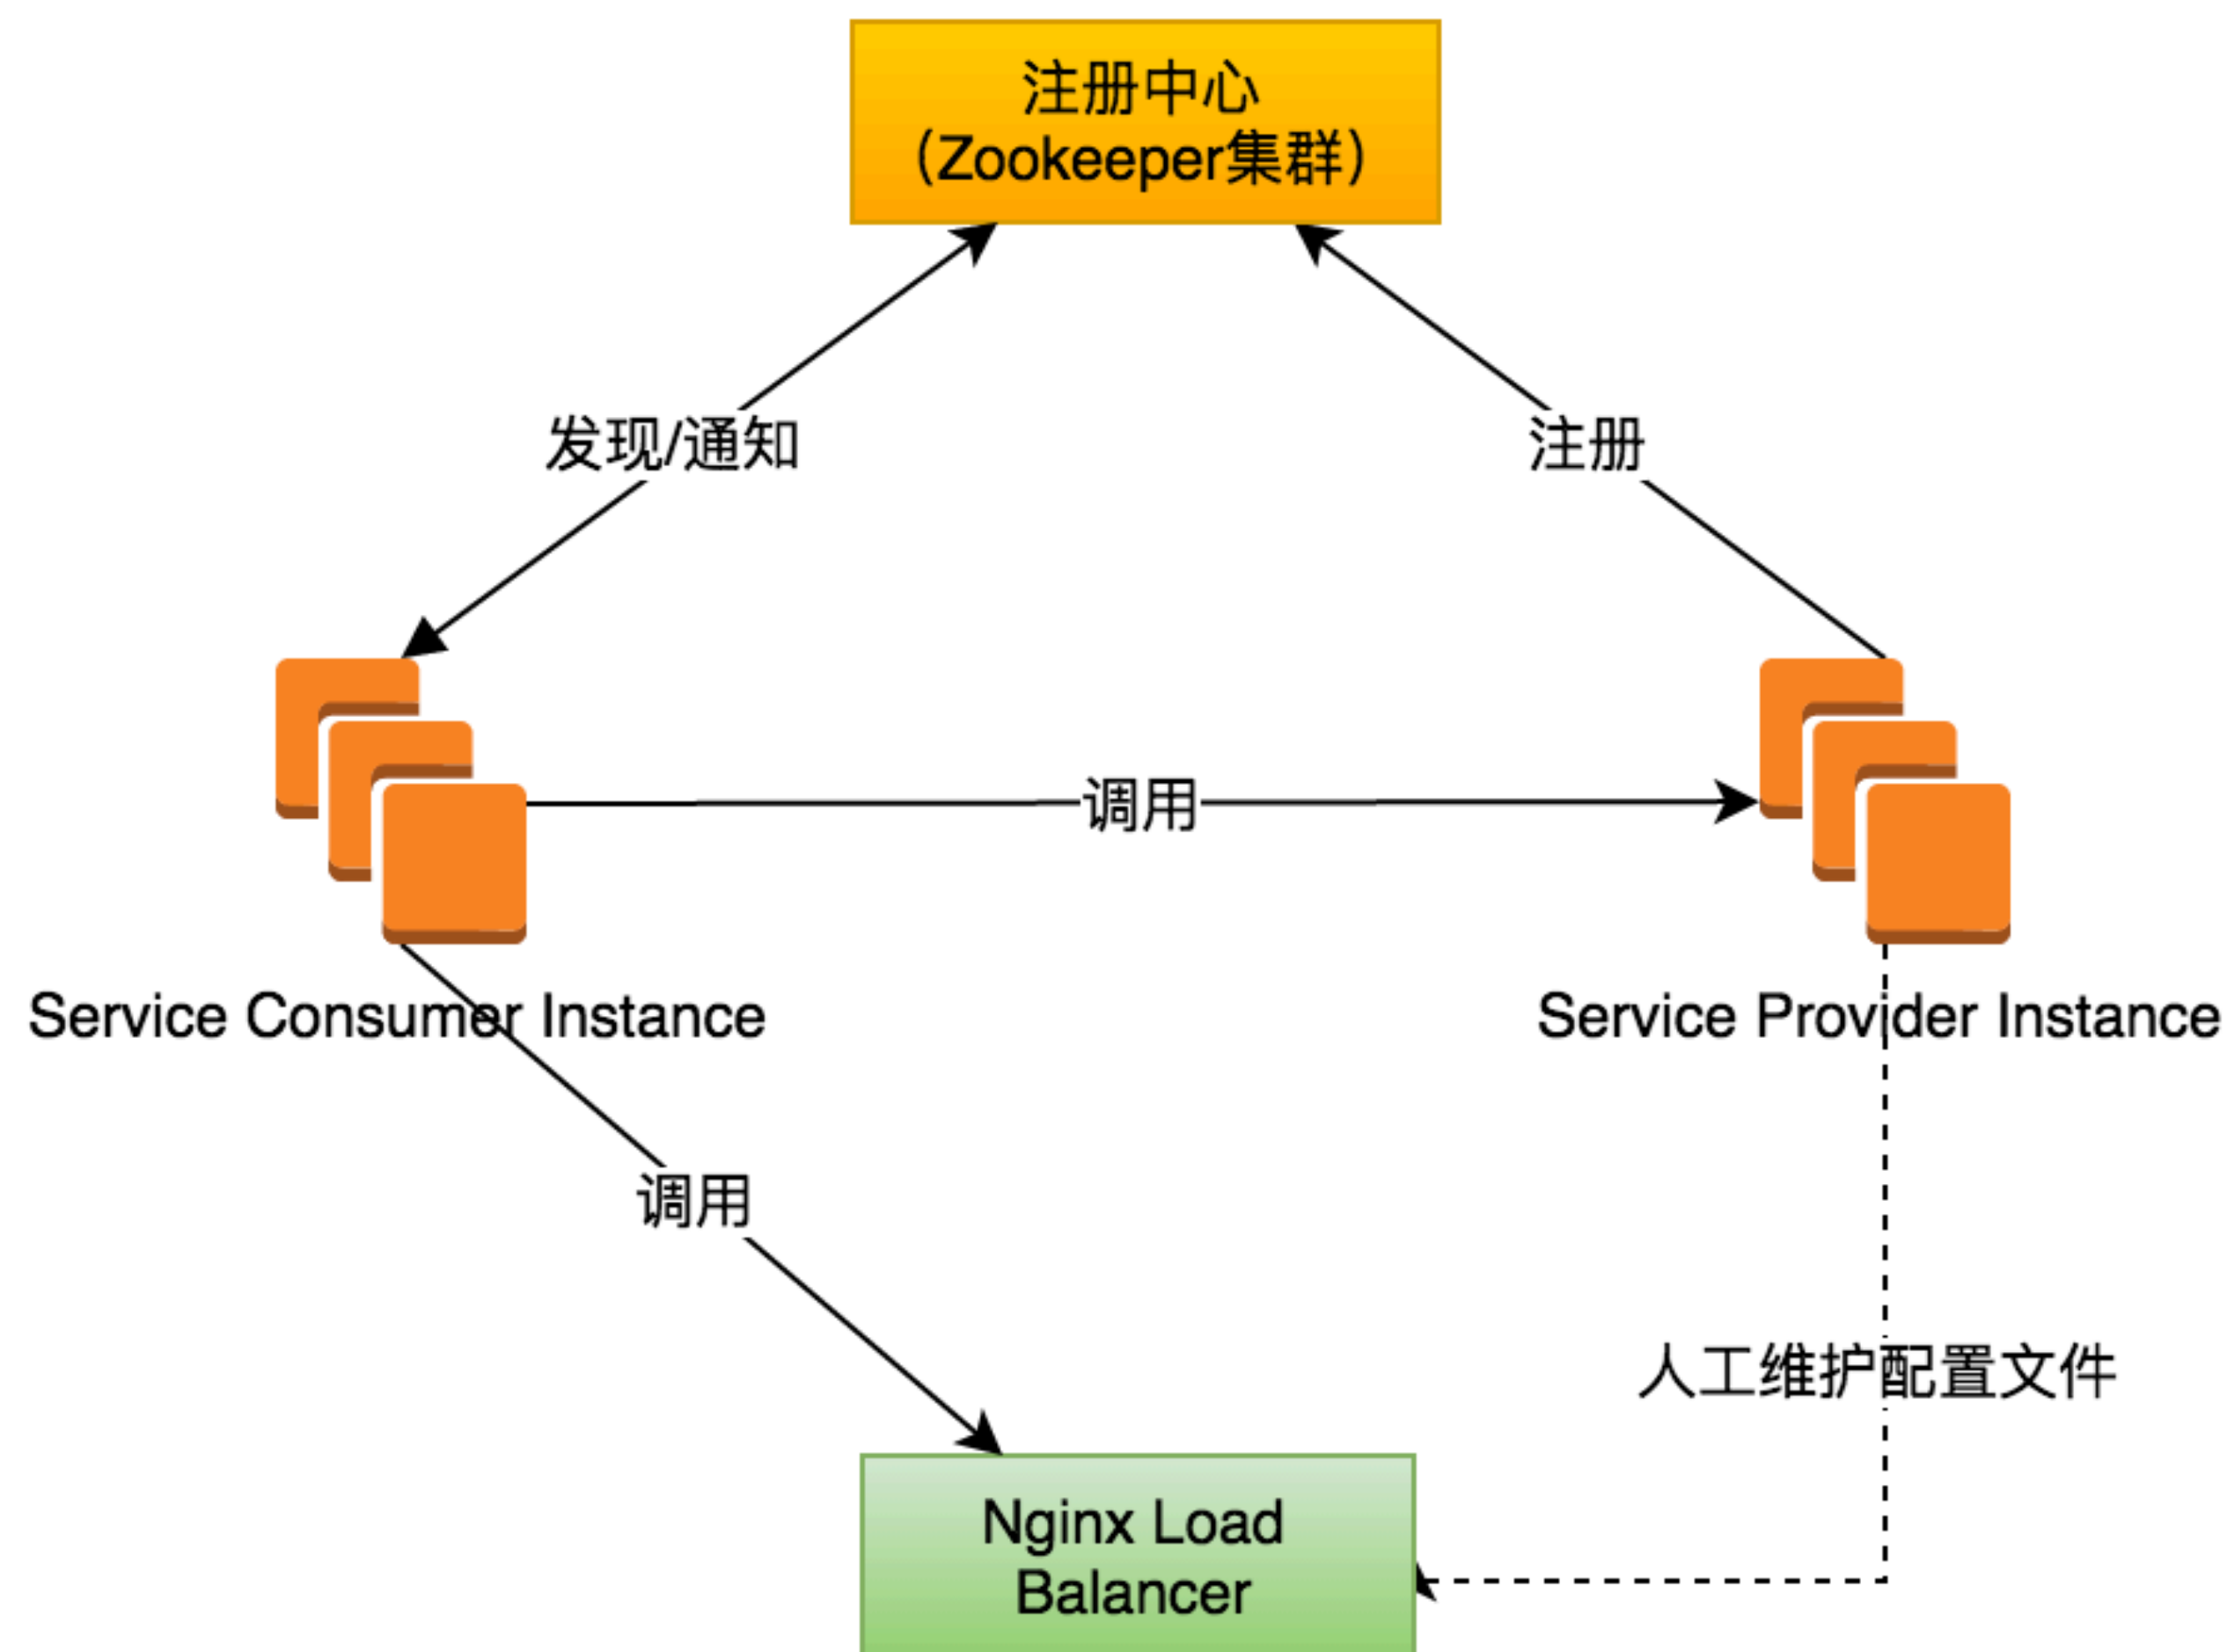 注册中心
(Zookeeper集群)
发现/通知
注册
调用
Service Consumer Instance
Service Provider Instance
调用
人工维护配置文件
Nginx Load
Balancer